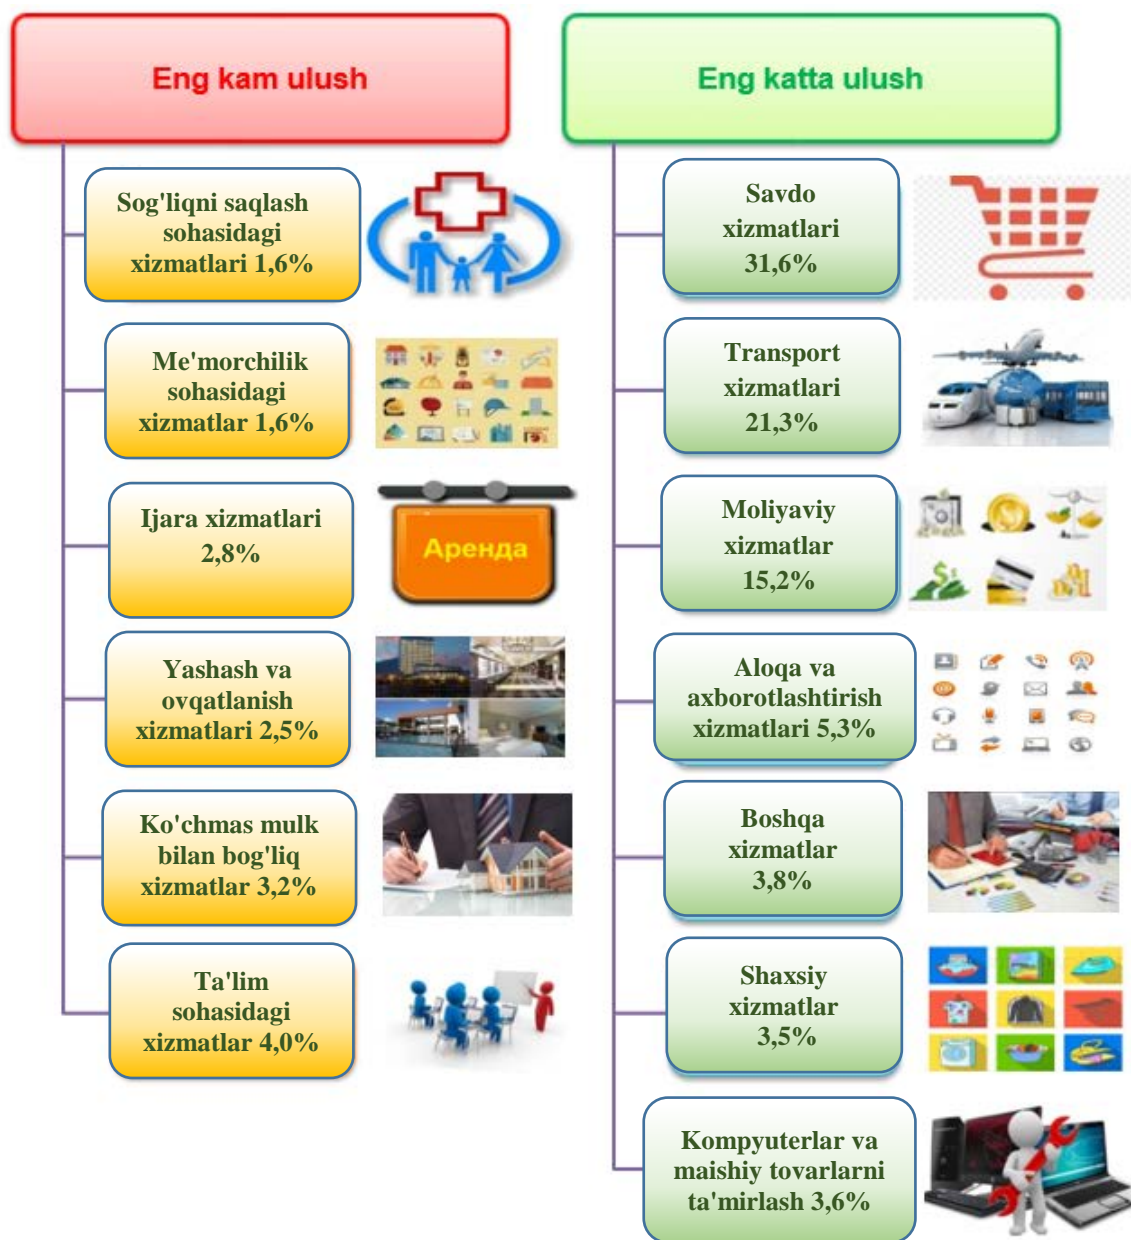 Eng kam ulush
Sog'liqni saqlash
sohasidagi
xizmatlari 1,6%
Me'morchilik
sohasidagi
xizmatlar 1,6%
Ijara xizmatlari
2,8%
Аренда
Yashash va
ovqatlanish
xizmatlari 2,5%
Ko'chmas mulk
bilan bog'liq
xizmatlar 3,2%
Ta'lim
sohasidagi
xizmatlar 4,0%
Eng katta ulush
Savdo
xizmatlari
31,6%
Transport
xizmatlari
21,3%
Moliyaviy
xizmatlar
15,2%
Aloqa va
axborotlashtirish
xizmatlari 5,3%
Boshqa
xizmatlar
3,8%
Shaxsiy
xizmatlar
3,5%
Kompyuterlar va
maishiy tovarlarni
ta'mirlash 3,6%